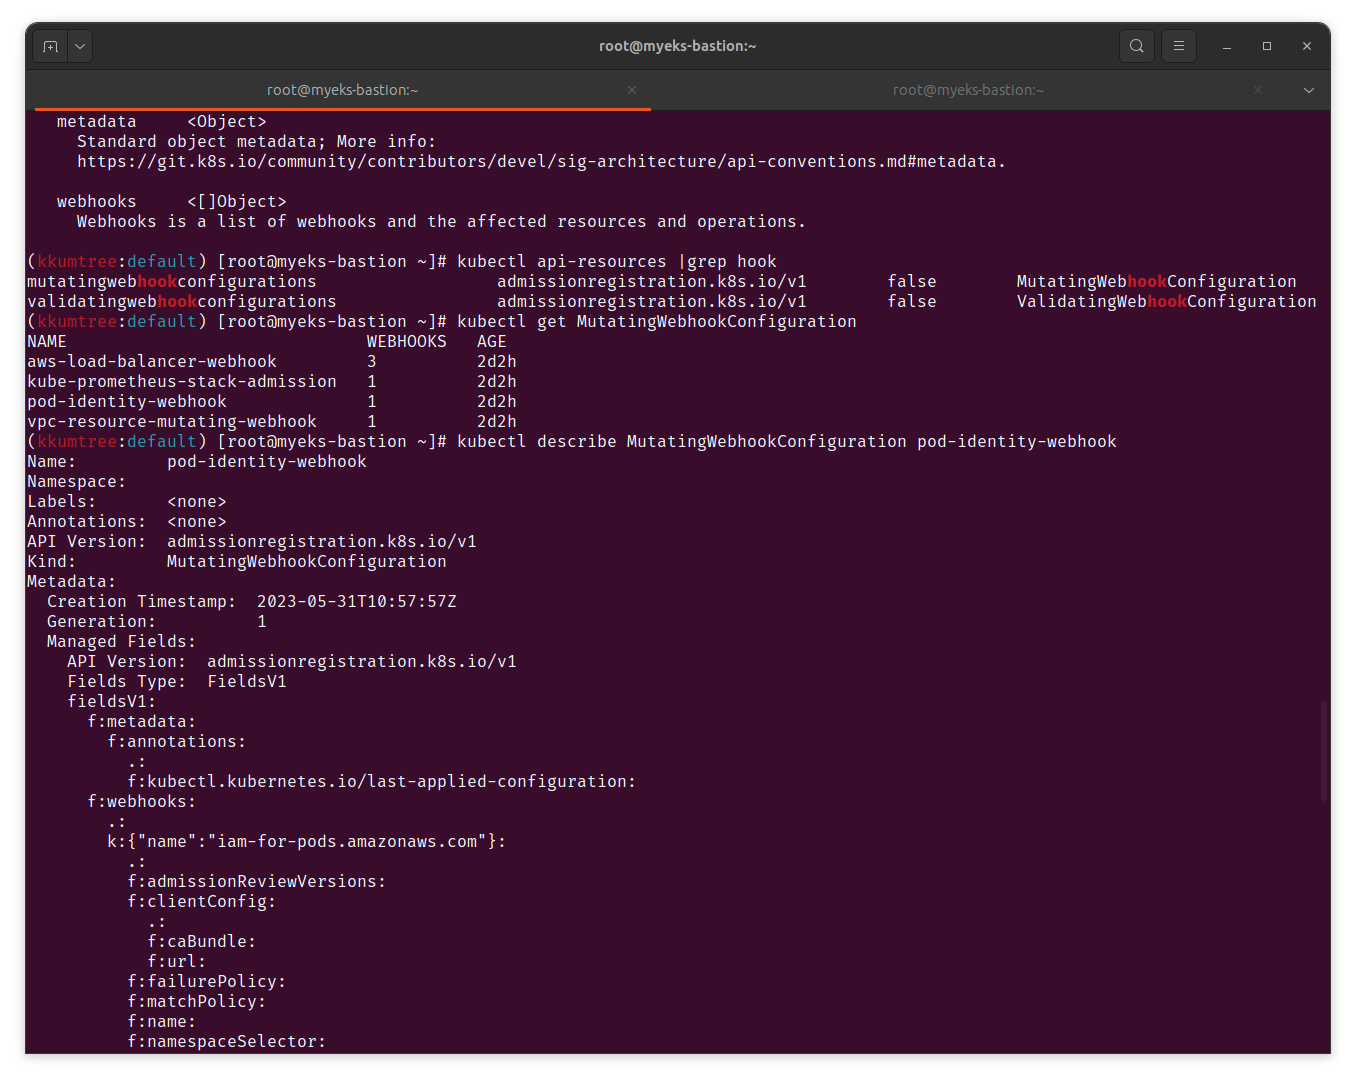 root@myeks-bastion:~
root@myeks-bastion:~ root@myeks-bastion:~
   metadata     <Object>
     Standard object metadata; More info:
     https://git.k8s.io/community/contributors/devel/sig-architecture/api-conventions.md#metadata.
   webhooks     <[]Object>
     Webhooks is a list of webhooks and the affected resources and operations.
(kkumtree:default) [root@myeks-bastion ~]# kubectl api-resources |grep hook
mutatingwebhookconfigurations                  admissionregistration.k8s.io/v1        false        MutatingWebhookConfiguration
validatingwebhookconfigurations                admissionregistration.k8s.io/v1        false        ValidatingWebhookConfiguration
(kkumtree:default) [root@myeks-bastion ~]# kubectl get MutatingWebhookConfiguration
NAME                              WEBHOOKS   AGE
aws-load-balancer-webhook         3          2d2h
kube-prometheus-stack-admission   1          2d2h
pod-identity-webhook              1          2d2h
vpc-resource-mutating-webhook     1          2d2h
(kkumtree:default) [root@myeks-bastion ~]# kubectl describe MutatingWebhookConfiguration pod-identity-webhook
Name:         pod-identity-webhook
Namespace:
Labels:       <none>
Annotations:  <none>
API Version:  admissionregistration.k8s.io/v1
Kind:         MutatingWebhookConfiguration
Metadata:
  Creation Timestamp:  2023-05-31T10:57:57Z
  Generation:          1
  Managed Fields:
    API Version:  admissionregistration.k8s.io/v1
    Fields Type:  FieldsV1
    fieldsV1:
      f:metadata:
        f:annotations:
          .:
          f:kubectl.kubernetes.io/last-applied-configuration:
      f:webhooks:
        .:
        k:{"name":"iam-for-pods.amazonaws.com"}:
          .:
          f:admissionReviewVersions:
          f:clientConfig:
            .:
            f:caBundle:
            f:url:
          f:failurePolicy:
          f:matchPolicy:
          f:name:
          f:namespaceSelector: